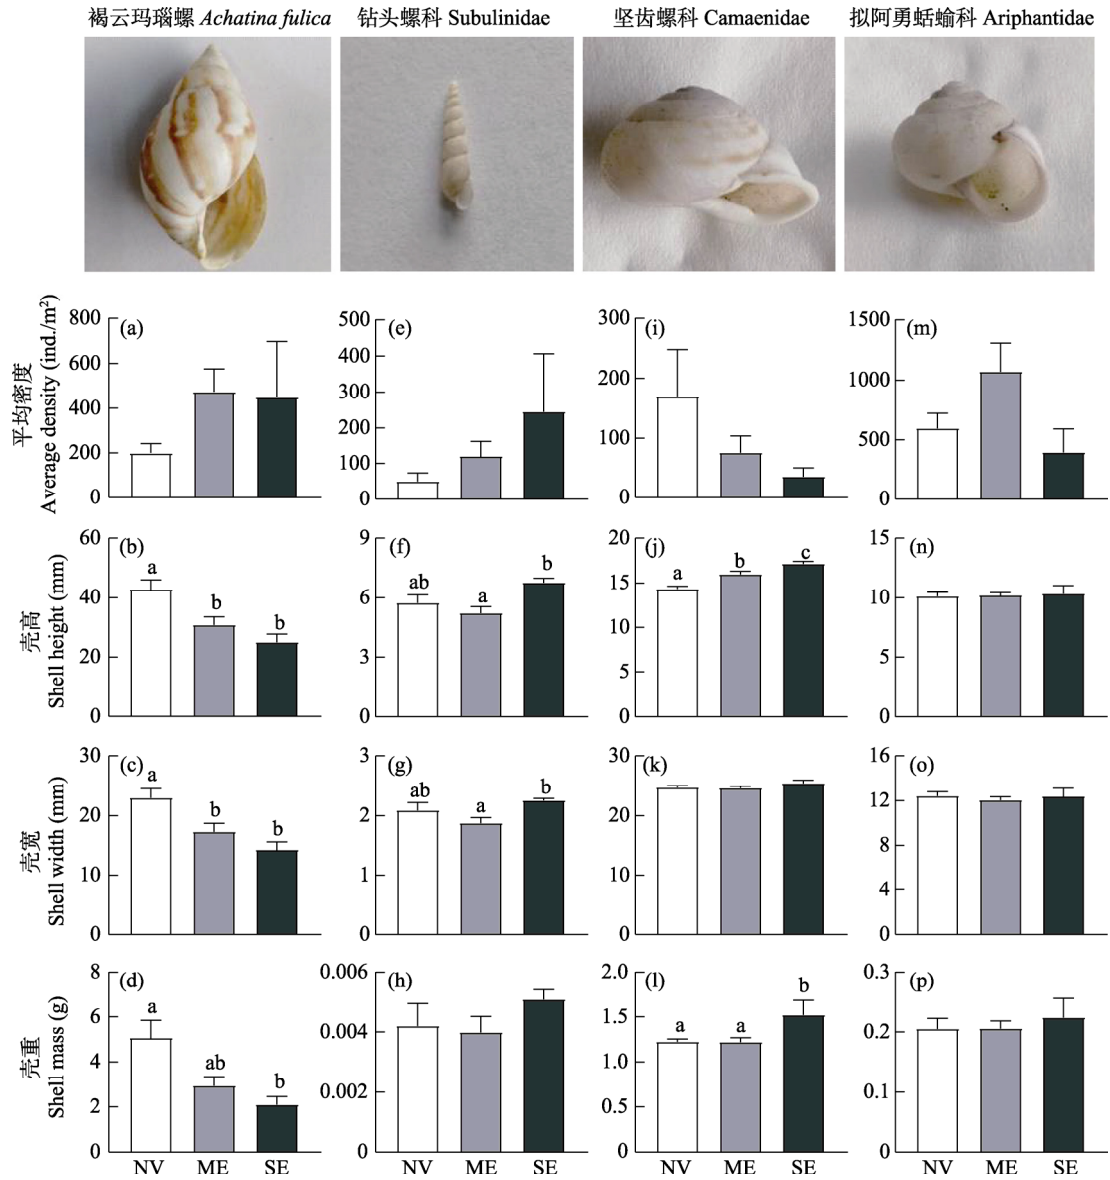 褐云玛瑙螺 Achatina fulica
钻头螺科 Subulinidae
坚齿螺科 Camaenidae
拟阿勇蛞蝓科 Ariphantidae
平均密度
Average density (ind./m²)
800
600
400
200
0
(a)
500
400
300
200
100
0
(e)
300
200
100
0
(i)
1500
1000
500
0
(m)
壳高
Shell height (mm)
60
40
20
0
(b)
a
b
b
9
6
3
0
(f)
ab
a
b
20
15
10
5
0
(j)
a
b
c
15
10
5
0
(n)
壳宽
Shell width (mm)
30
20
10
0
(c)
a
b
b
3
2
1
0
(g)
ab
a
b
30
20
10
0
(k)
16
12
8
4
0
(o)
壳重
Shell mass (g)
8
6
4
2
0
(d)
a
ab
b
NV ME SE
0.006
0.004
0.002
0
(h)
NV ME SE
2.0
1.5
1.0
0.5
0
(l)
a
a
b
NV ME SE
0.3
0.2
0.1
0
(p)
NV ME SE